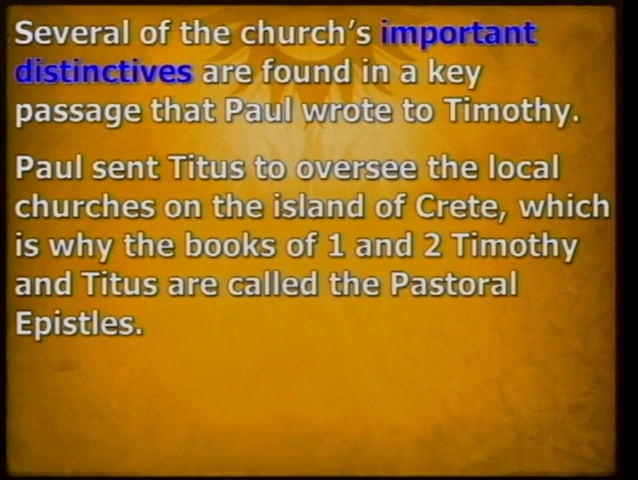 Several of the church’s important
distinctives are found in a key
passage that Paul wrote to Timothy.
Paul sent Titus to oversee the local
churches on the island of Crete, which
is why the books of 1 and 2 Timothy
and Titus are called the Pastoral
Epistles.